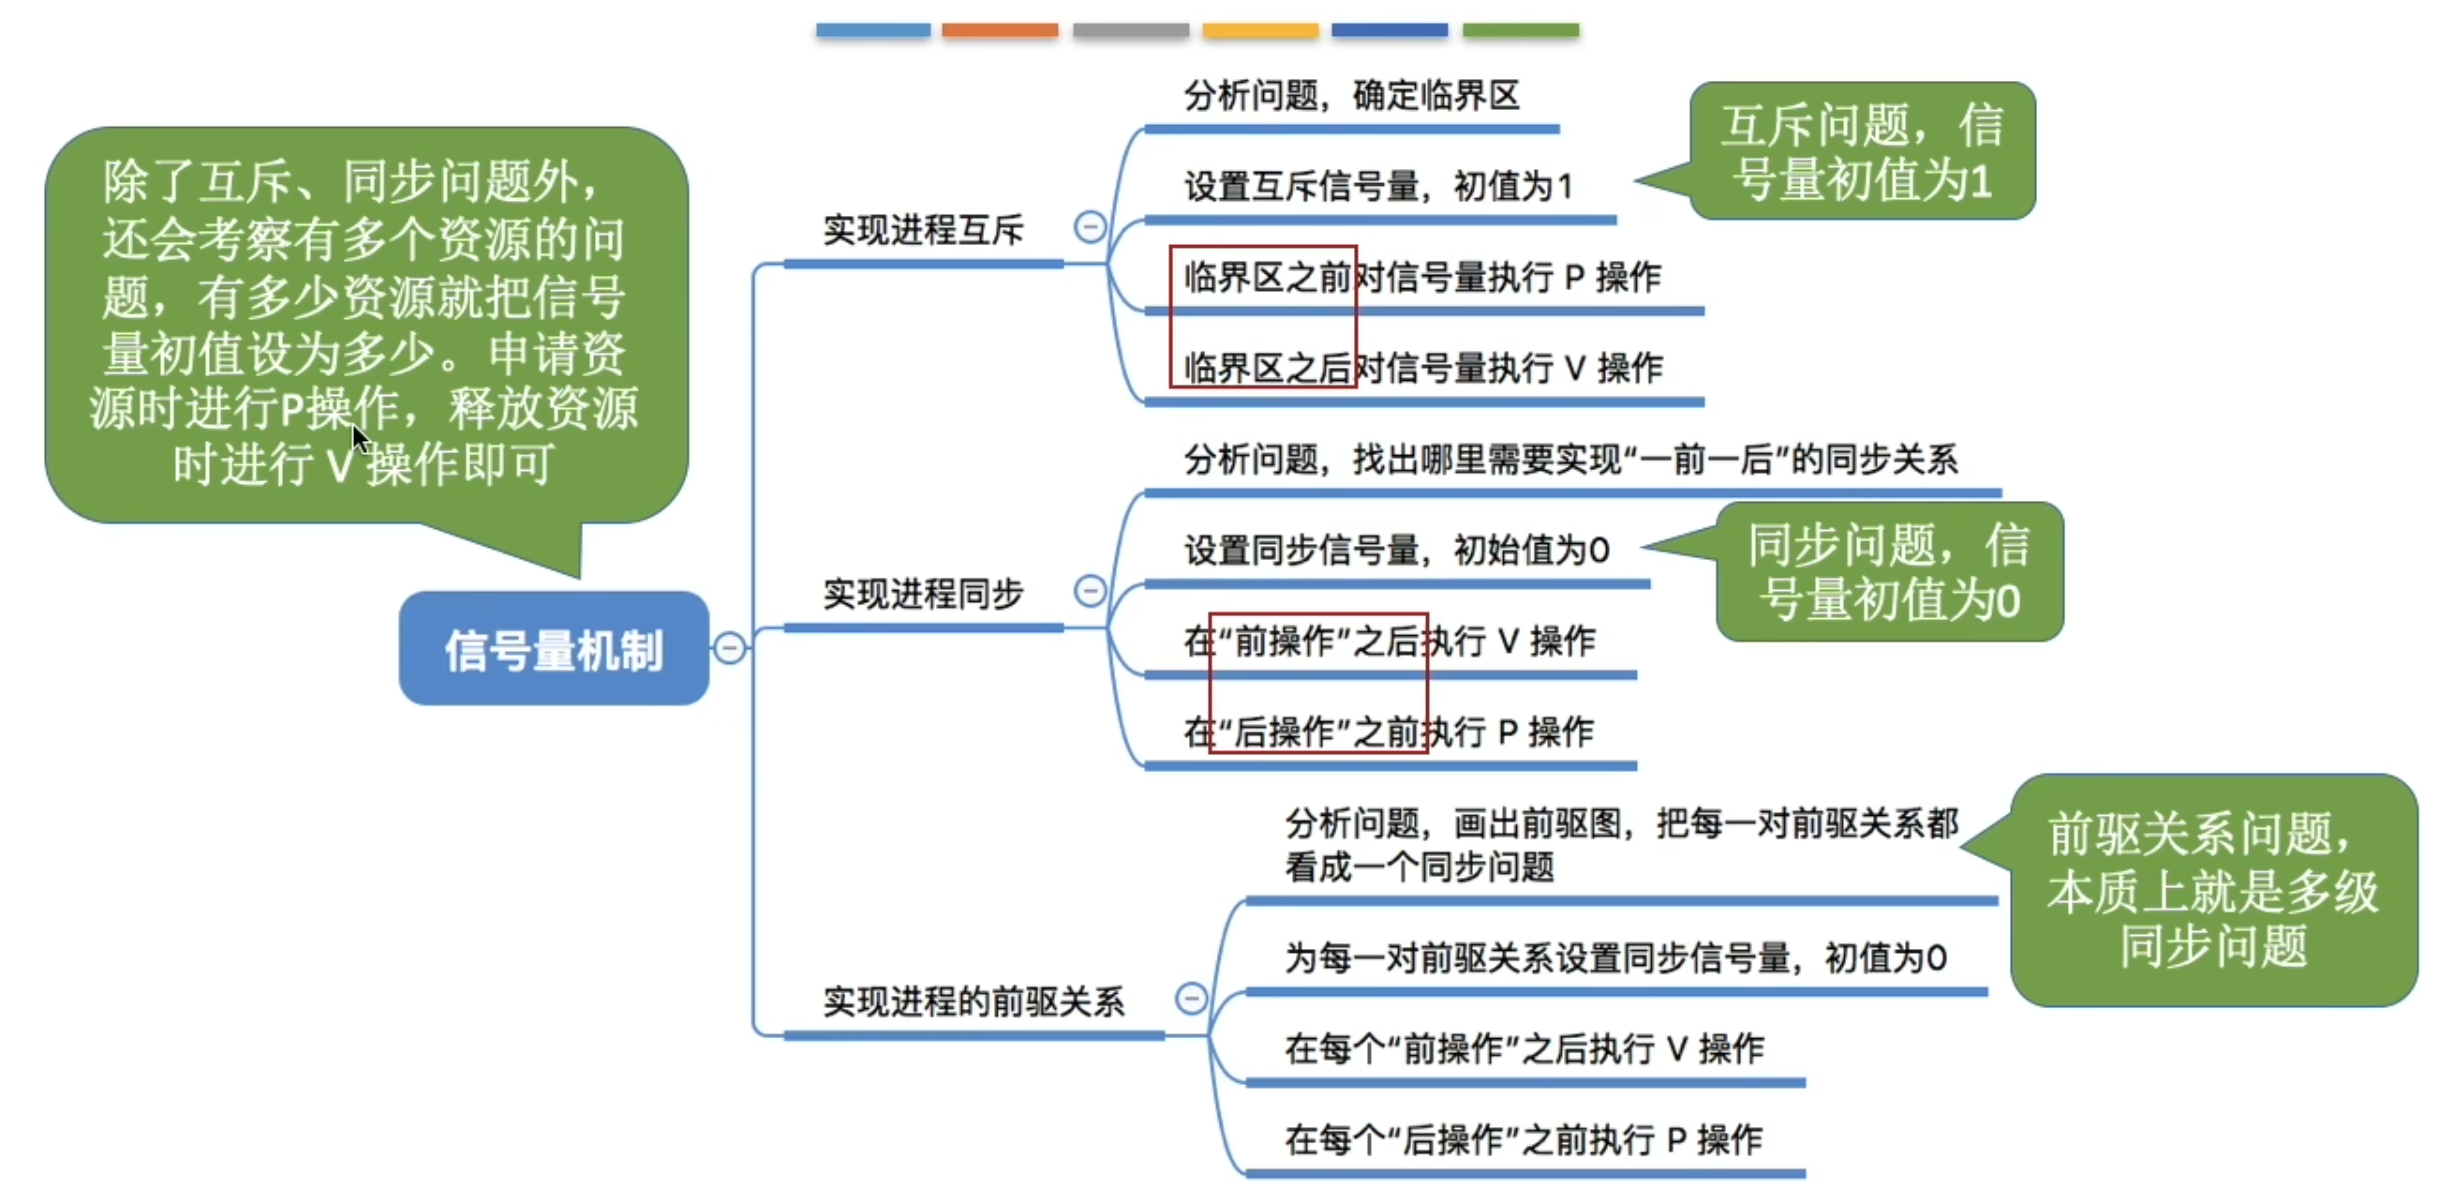 除了互斥、同步问题外，
还会考察有多个资源的问
题，有多少资源就把信号
量初值设为多少。申请资
源时进行P操作，释放资源
时进行 V 操作即可
信号量机制
实现进程互斥
分析问题，确定临界区
设置互斥信号量，初值为1
临界区之前对信号量执行 P 操作
临界区之后对信号量执行 V 操作
互斥问题，信
号量初值为1
实现进程同步
分析问题，找出哪里需要实现“一前一后”的同步关系
设置同步信号量，初始值为0
在“前操作”之后执行 V 操作
在“后操作”之前执行 P 操作
同步问题，信
号量初值为0
实现进程的前驱关系
分析问题，画出前驱图，把每一对前驱关系都
看成一个同步问题
为每一对前驱关系设置同步信号量，初值为0
在每个“前操作”之后执行 V 操作
在每个“后操作”之前执行 P 操作
前驱关系问题，
本质上就是多级
同步问题